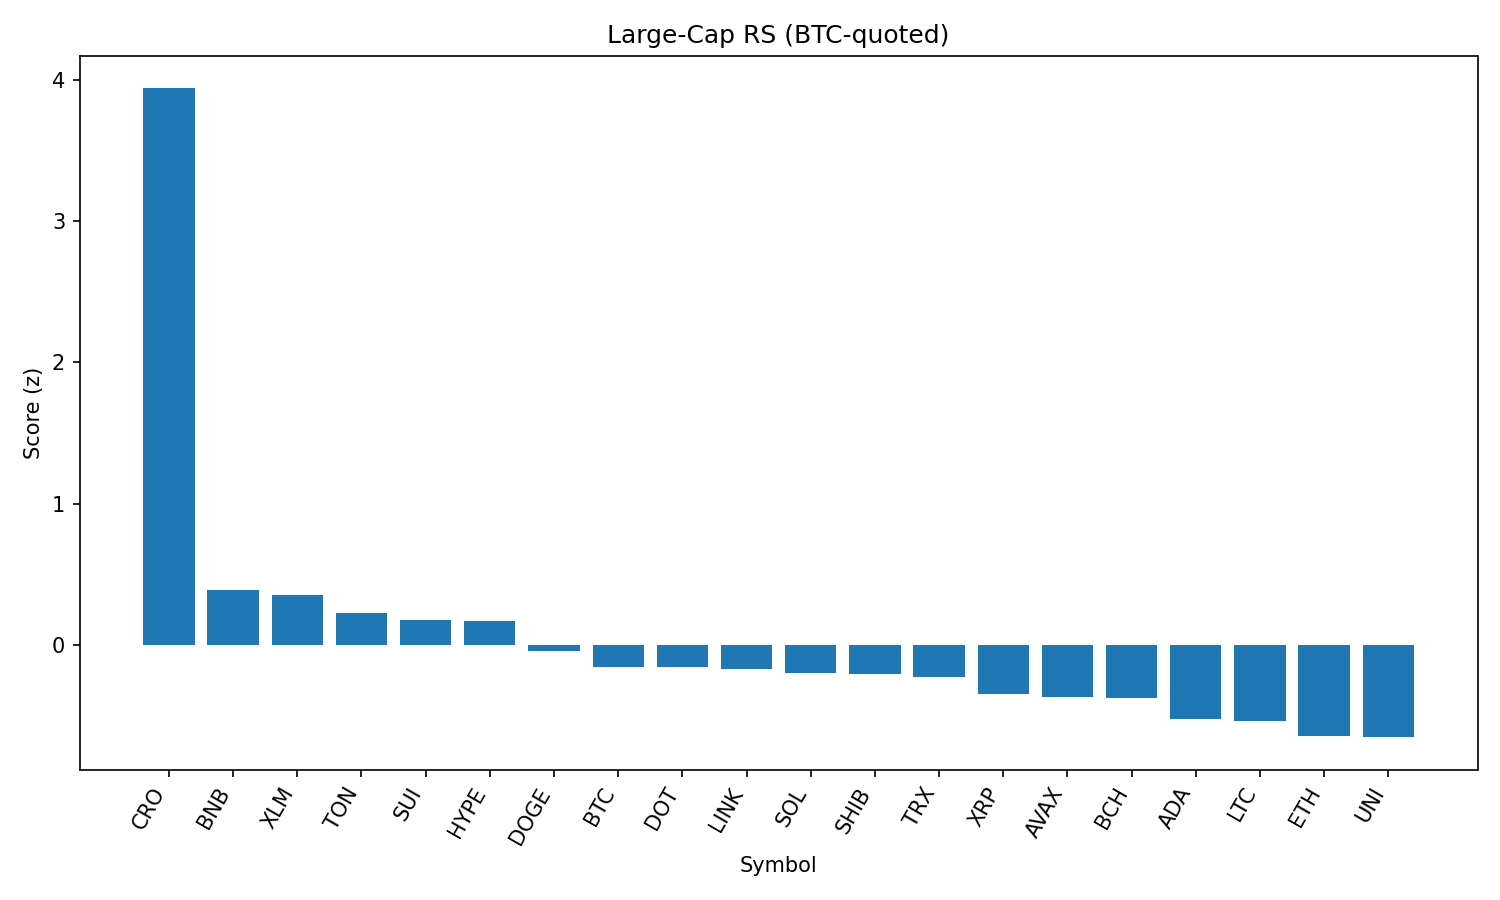 Large-Cap RS (BTC-quoted)
Score (z)
4
3
2
1
0
CRO
BNB
XLM
TON
SUI
HYPE
DOGE
BTC
DOT
LINK
SOL
SHIB
TRX
XRP
AVAX
BCH
ADA
LTC
ETH
UNI
Symbol